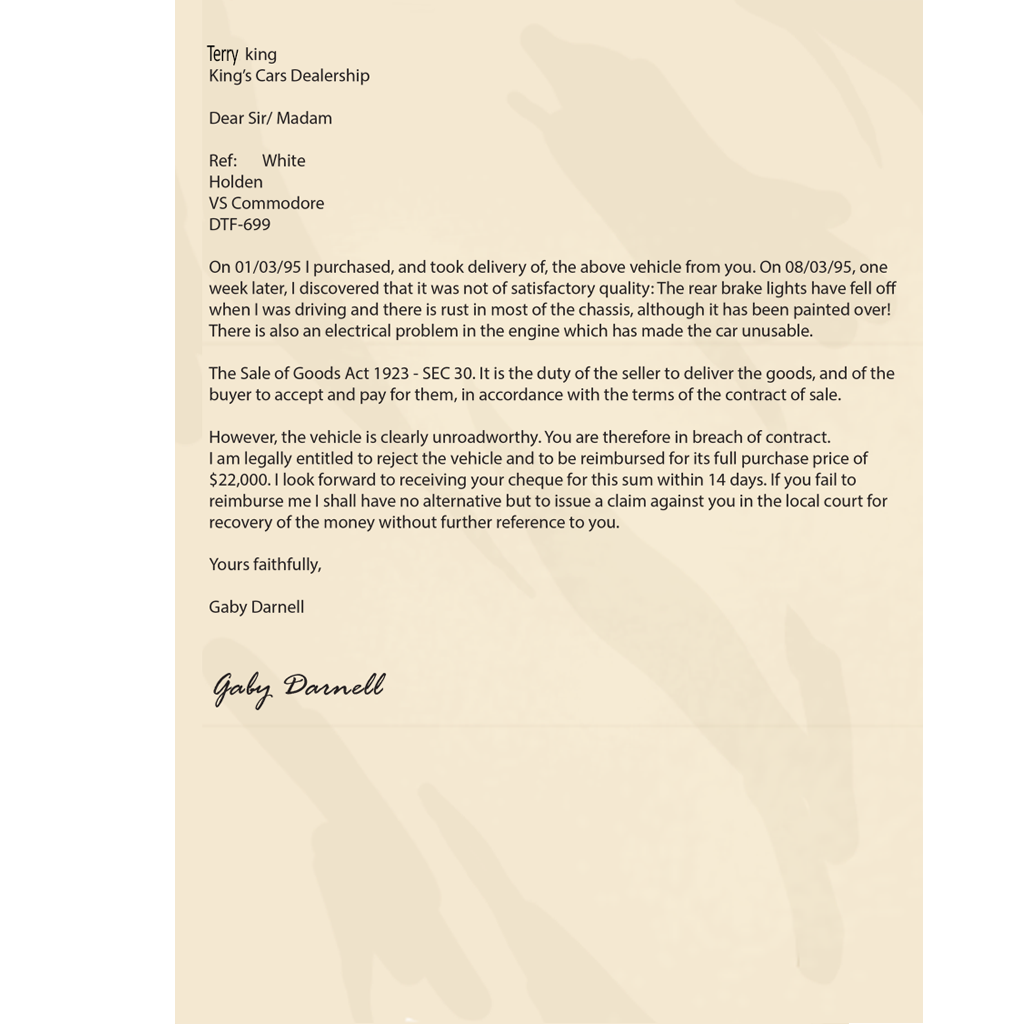 Terry king
King’s Cars Dealership
Dear Sir/ Madam
Ref: White
Holden
VS Commodore
DTF-699
On 01/03/95 I purchased, and took delivery of, the above vehicle from you. On 08/03/95, one
week later, I discovered that it was not of satisfactory quality: The rear brake lights have fell off
when I was driving and there is rust in most of the chassis, although it has been painted over!
There is also an electrical problem in the engine which has made the car unusable.
The Sale of Goods Act 1923 - SEC 30. It is the duty of the seller to deliver the goods, and of the
buyer to accept and pay for them, in accordance with the terms of the contract of sale.
However, the vehicle is clearly unroadworthy. You are therefore in breach of contract.
I am legally entitled to reject the vehicle and to be reimbursed for its full purchase price of
$22,000. I look forward to receiving your cheque for this sum within 14 days. If you fail to
reimburse me I shall have no alternative but to issue a claim against you in the local court for
recovery of the money without further reference to you.
Yours faithfully,
Gaby Darnell
Gaby Darnell